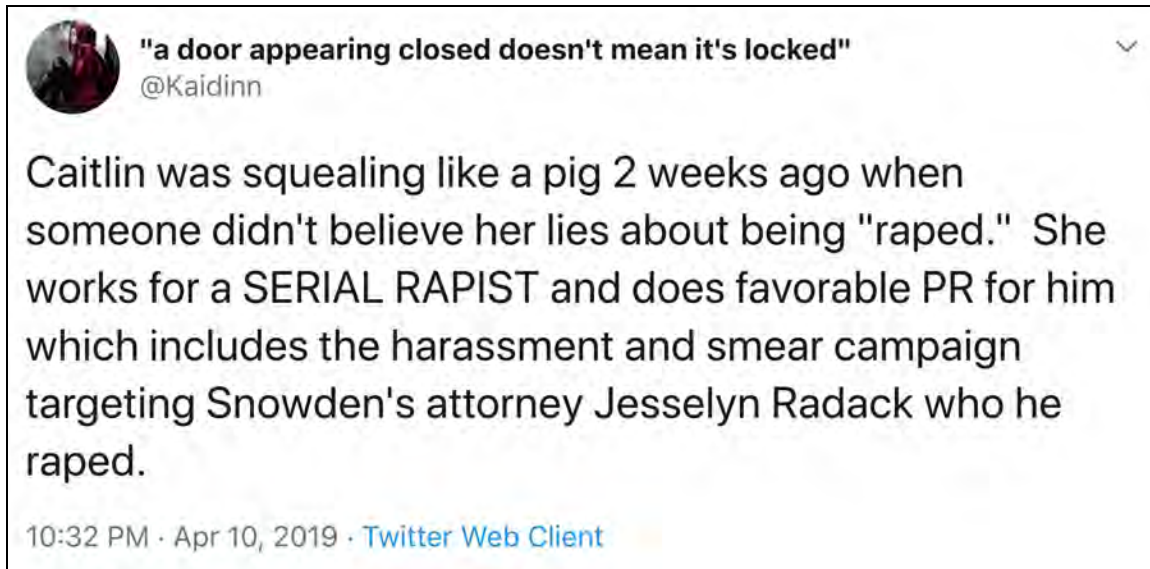 "a door appearing closed doesn't mean it's locked"
@Kaidinn
Caitlin was squealing like a pig 2 weeks ago when
someone didn't believe her lies about being "raped."  She
works for a SERIAL RAPIST and does favorable PR for him
which includes the harassment and smear campaign
targeting Snowden's attorney Jesselyn Radack who he
raped.
10:32 PM · Apr 10, 2019 · Twitter Web Client